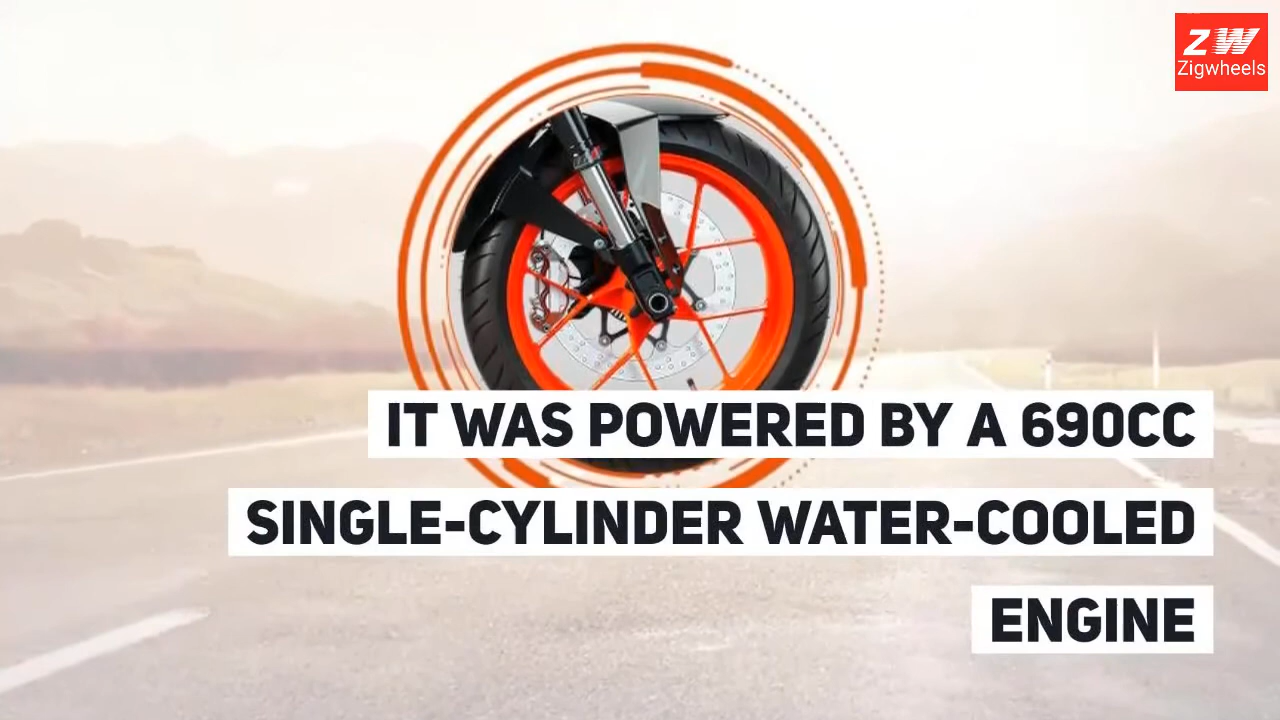 ZW
Zigwheels
IT WAS POWERED BY A 690CC
SINGLE-CYLINDER WATER-COOLED
ENGINE